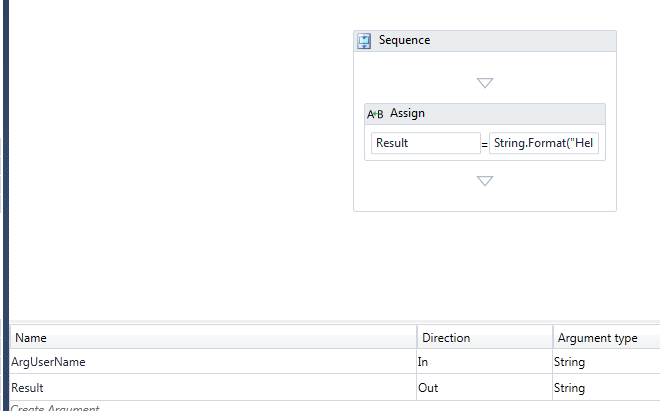 Sequence
A+B Assign
Result = String.Format("Hel
Name Direction Argument type
ArgUserName In String
Result Out String
Create Argument